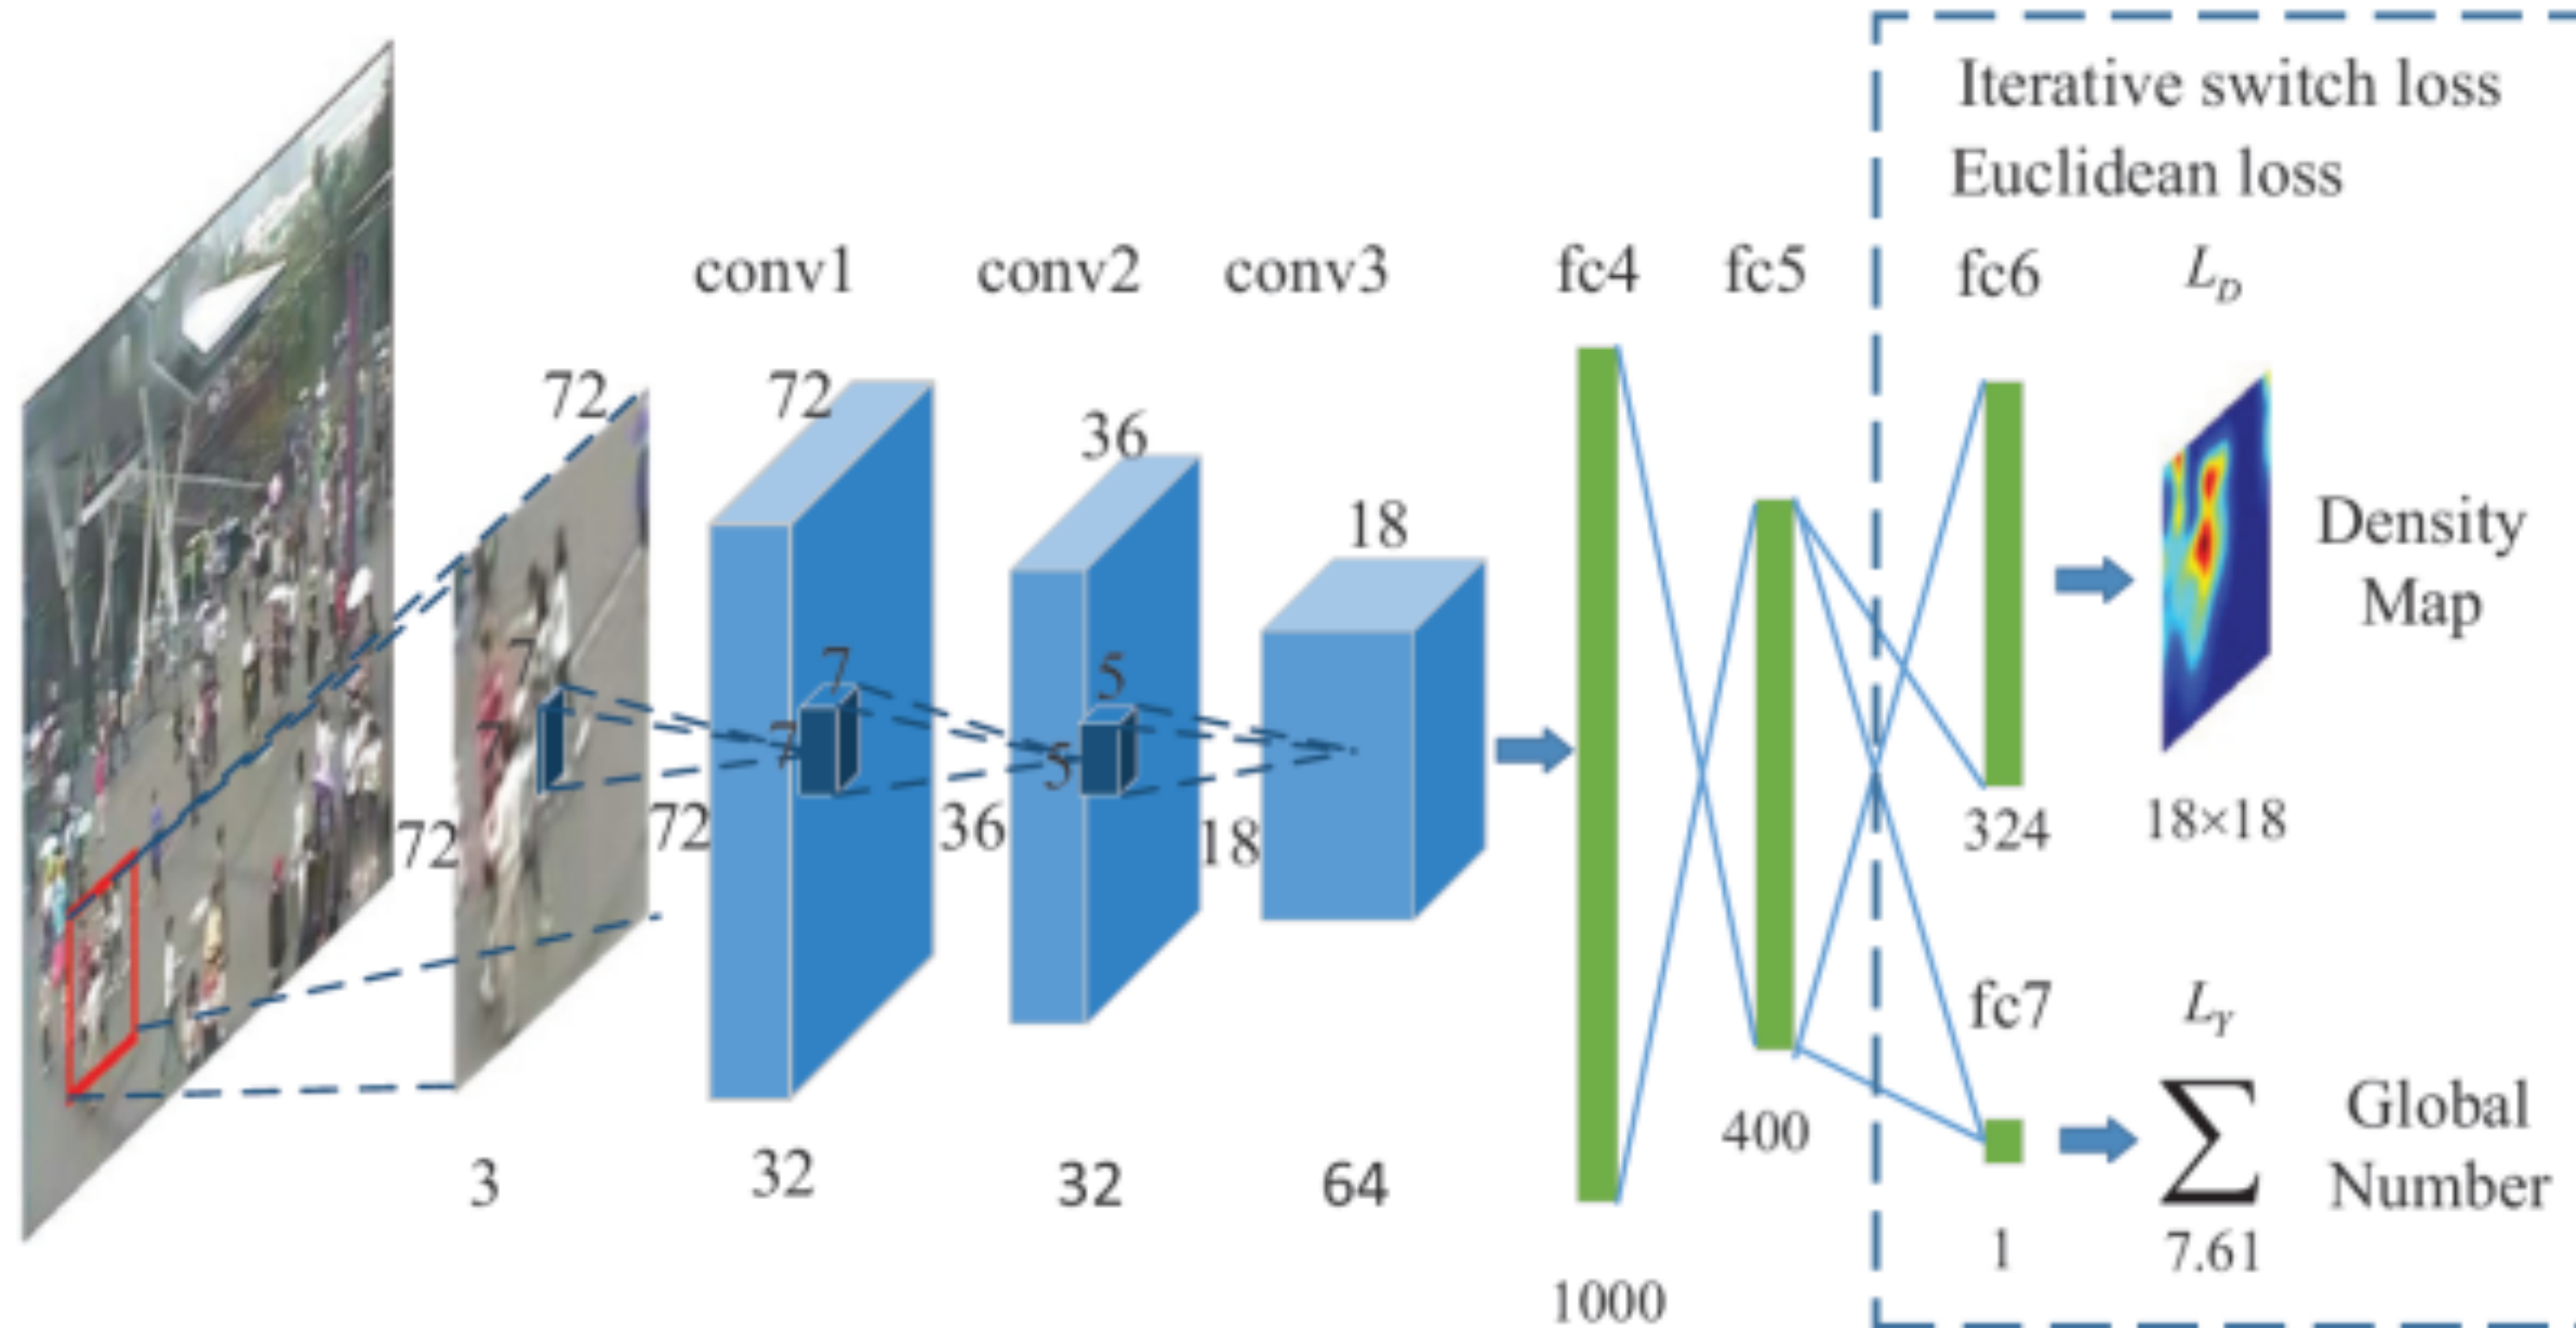 Iterative switch loss
Euclidean loss
conv1 conv2 conv3 fc4 fc5 fc6 L_D
72 72 36 18
7 7 5
7 7 5
72 72 36 18
Density
Map
324 18×18
fc7 L_Y
400
Global
Number
3 32 32 64
1 7.61
1000